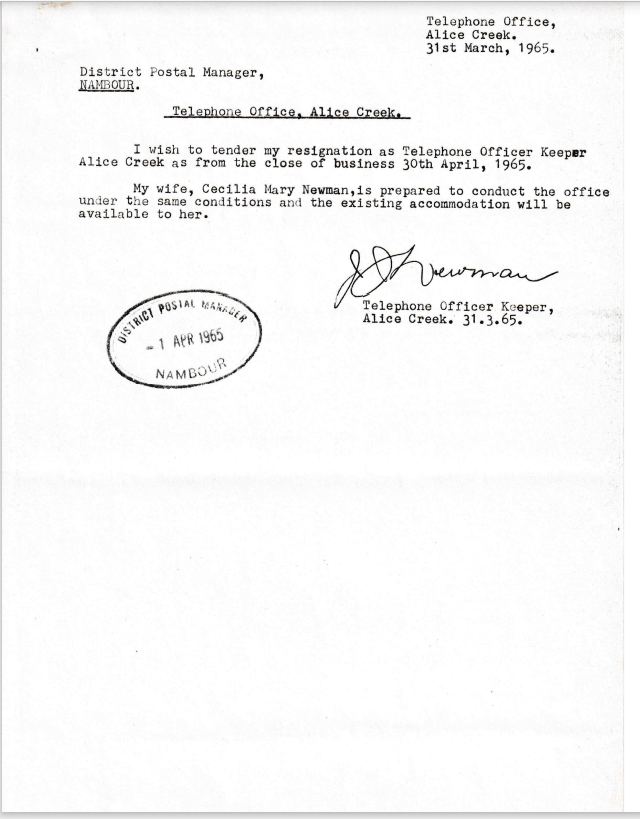 Telephone Office,
Alice Creek.
31st March, 1965.
District Postal Manager,
NAMBOUR.
Telephone Office, Alice Creek.
I wish to tender my resignation as Telephone Officer Keeper
Alice Creek as from the close of business 30th April, 1965.
My wife, Cecilia Mary Newman,is prepared to conduct the office
under the same conditions and the existing accommodation will be
available to her.
J J Newman
Telephone Officer Keeper,
Alice Creek. 31.3.65.
DISTRICT POSTAL MANAGER
- 1 APR 1965
NAMBOUR